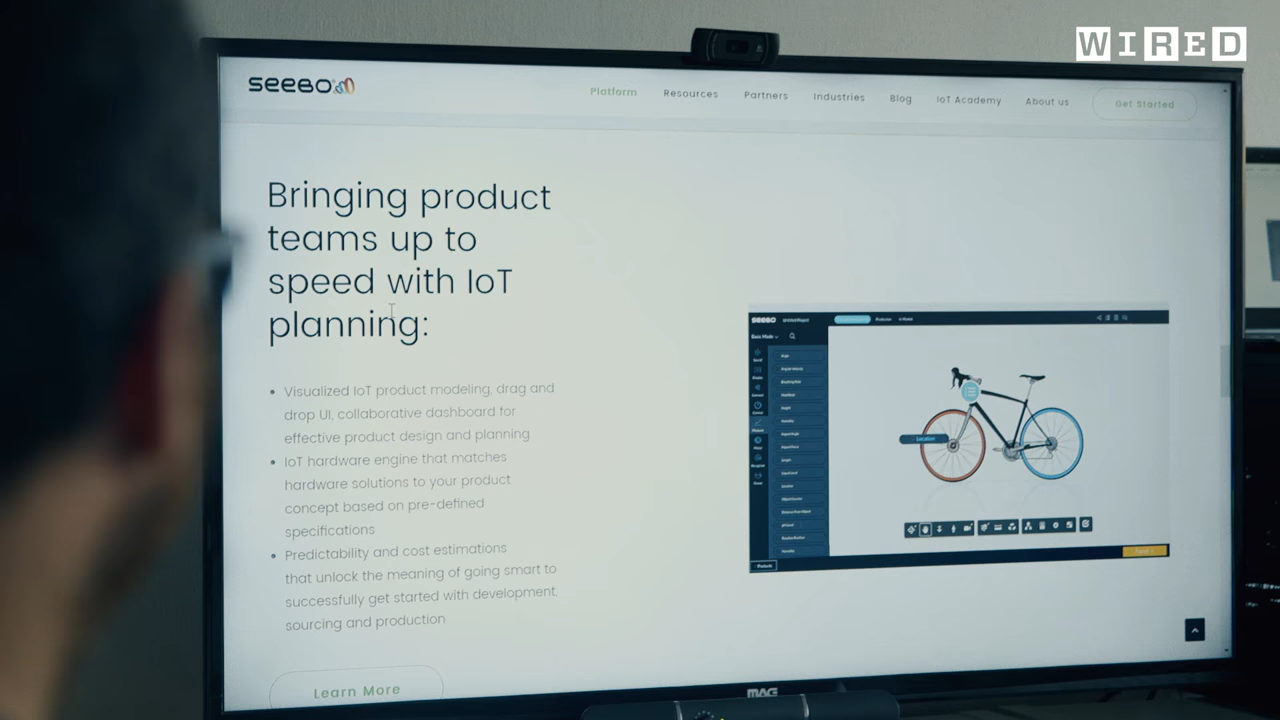 WIRED
SEEBO
Platform
Resources
Partners
Industries
Blog
IoT Academy
About us
Get Started
Bringing product
teams up to
speed with IoT
planning:
• Visualized IoT product modeling, drag and
drop UI, collaborative dashboard for
effective product design and planning
• IoT hardware engine that matches
hardware solutions to your product
concept based on pre-defined
specifications
• Predictability and cost estimations
that unlock the meaning of going smart to
successfully get started with development,
sourcing and production
Learn More
SEEBO
Basic Mode
Location
MAG